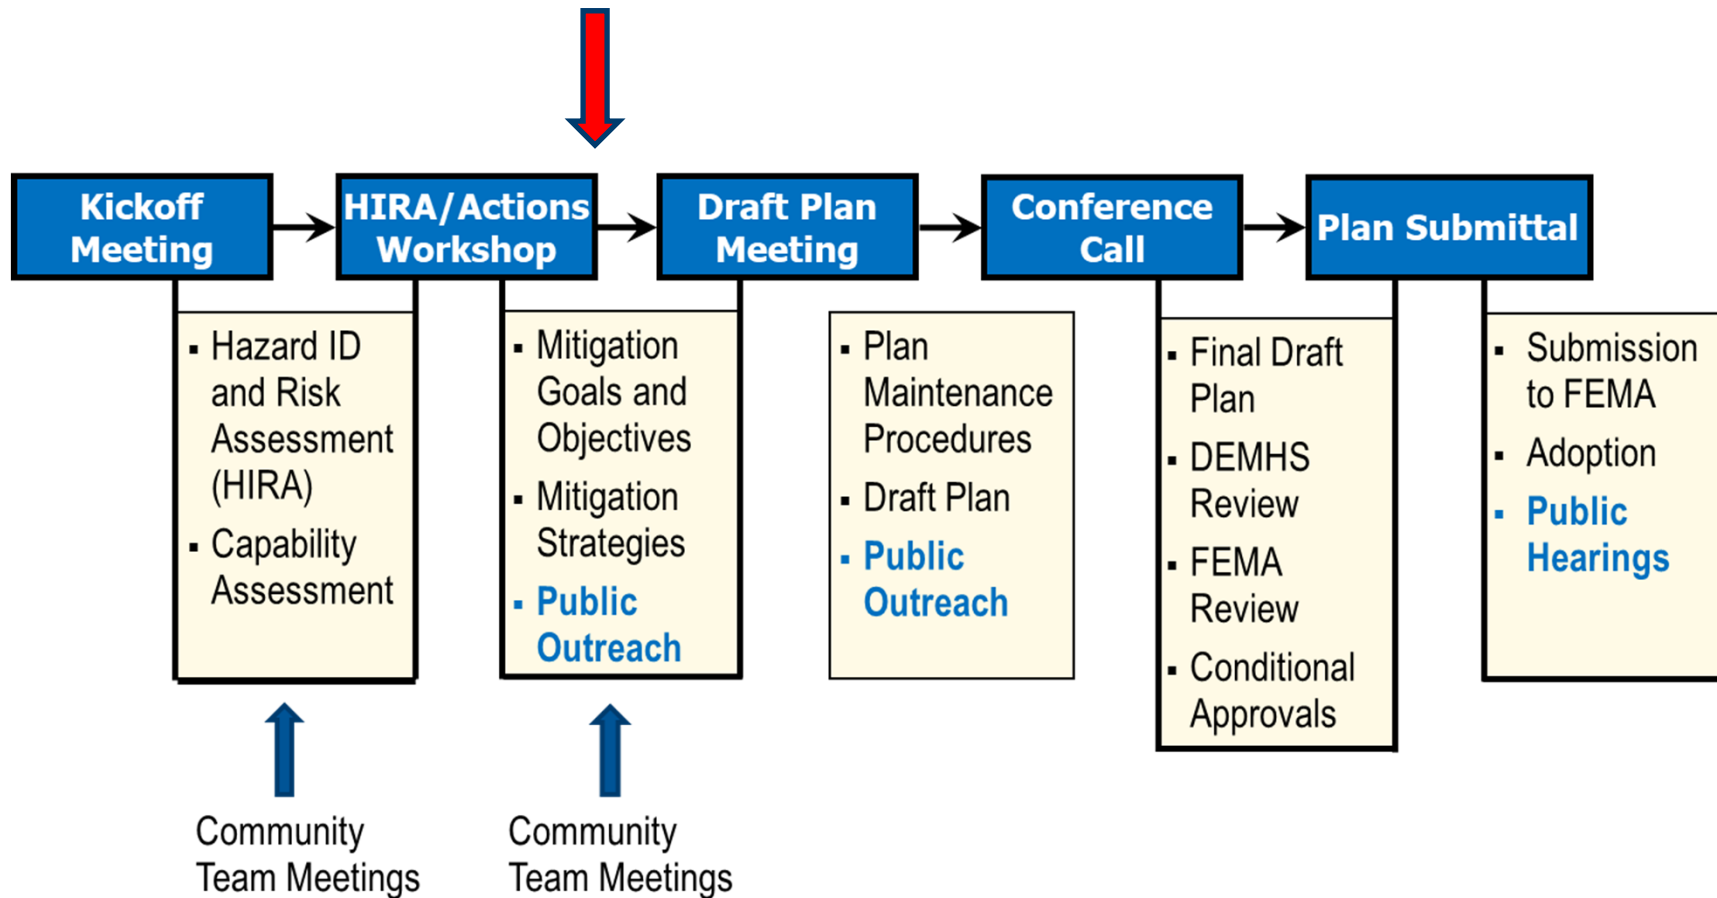 Kickoff
Meeting
HIRA/Actions
Workshop
Draft Plan
Meeting
Conference
Call
Plan Submittal
▪ Hazard ID
and Risk
Assessment
(HIRA)
▪ Capability
Assessment
▪ Mitigation
Goals and
Objectives
▪ Mitigation
Strategies
▪ Public
Outreach
▪ Plan
Maintenance
Procedures
▪ Draft Plan
▪ Public
Outreach
▪ Final Draft
Plan
▪ DEMHS
Review
▪ FEMA
Review
▪ Conditional
Approvals
▪ Submission
to FEMA
▪ Adoption
▪ Public
Hearings
Community
Team Meetings
Community
Team Meetings